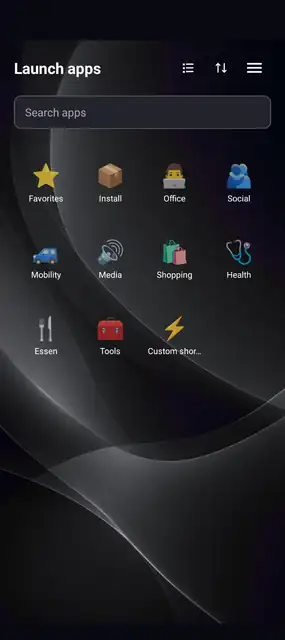 Launch apps
Search apps
Favorites
Install
Office
Social
Mobility
Media
Shopping
Health
Essen
Tools
Custom shor...